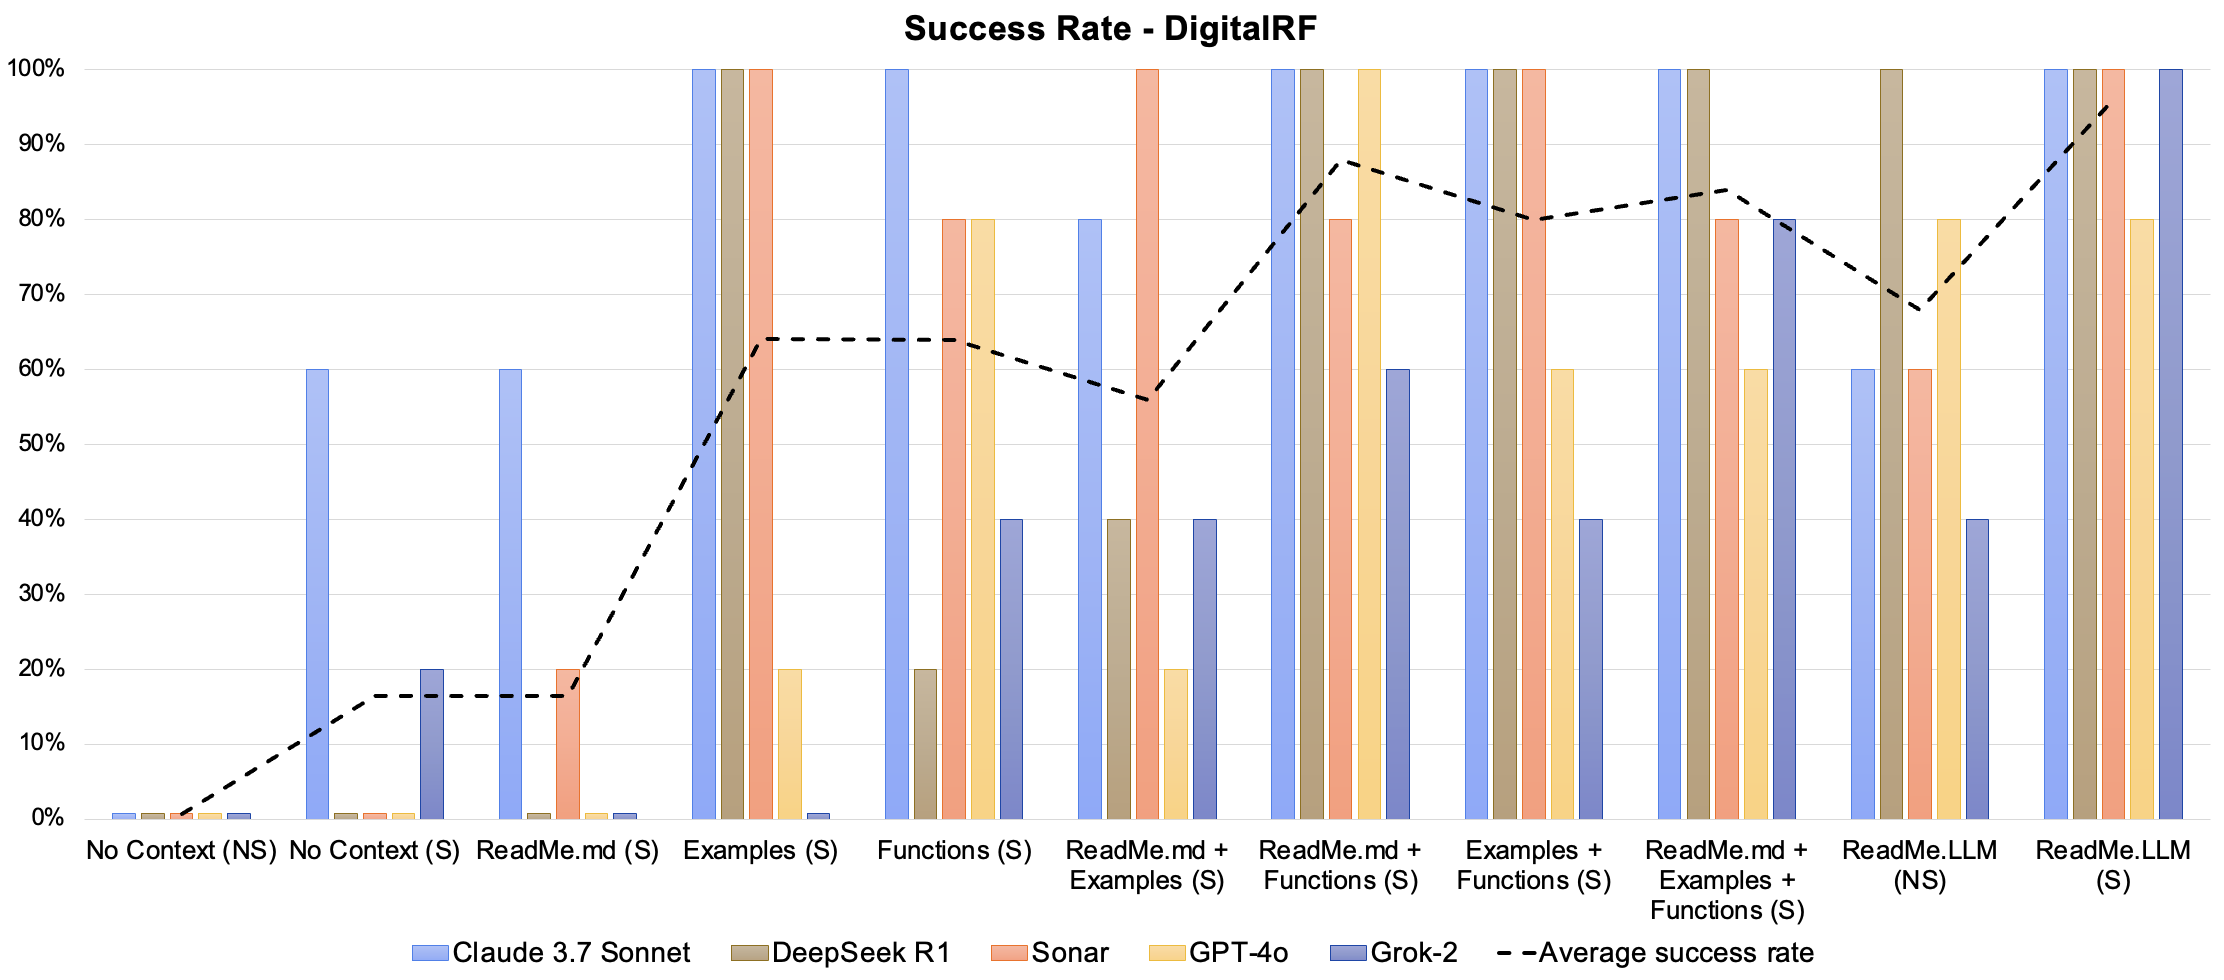 Success Rate - DigitalRF
100%
90%
80%
70%
60%
50%
40%
30%
20%
10%
0%
No Context (NS)
No Context (S)
ReadMe.md (S)
Examples (S)
Functions (S)
ReadMe.md +
Examples (S)
ReadMe.md +
Functions (S)
Examples +
Functions (S)
ReadMe.md +
Examples +
Functions (S)
ReadMe.LLM
(NS)
ReadMe.LLM
(S)
Claude 3.7 Sonnet
DeepSeek R1
Sonar
GPT-4o
Grok-2
Average success rate